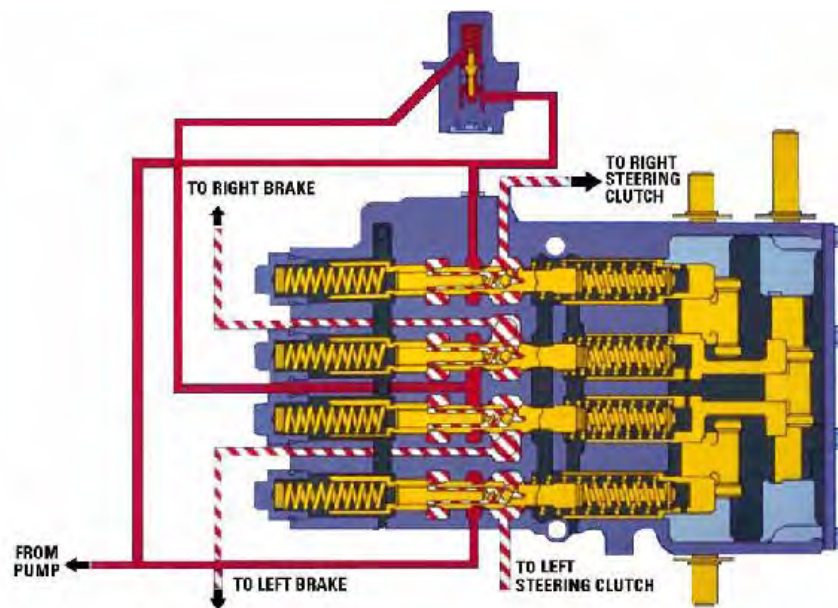 TO RIGHT BRAKE
TO RIGHT
STEERING
CLUTCH
FROM
PUMP
TO LEFT BRAKE
TO LEFT
STEERING CLUTCH